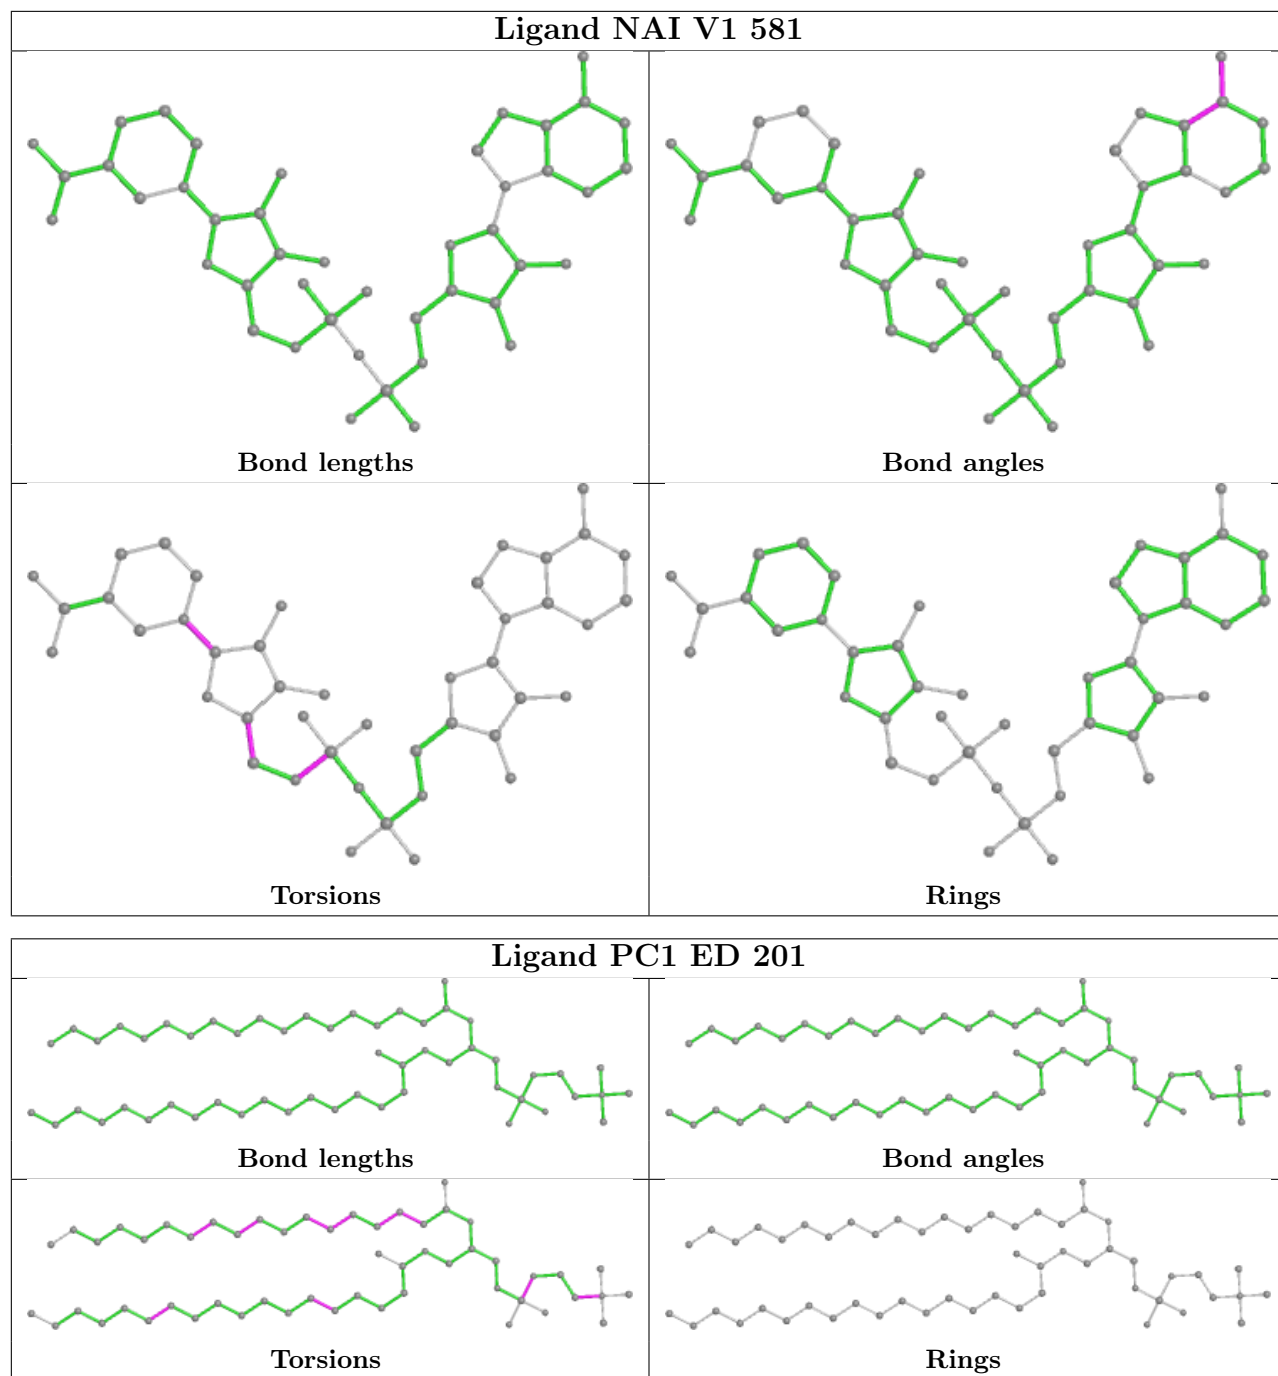 Ligand NAI V1 581
Bond lengths
Bond angles
Torsions
Rings
Ligand PC1 ED 201
Bond lengths
Bond angles
Torsions
Rings